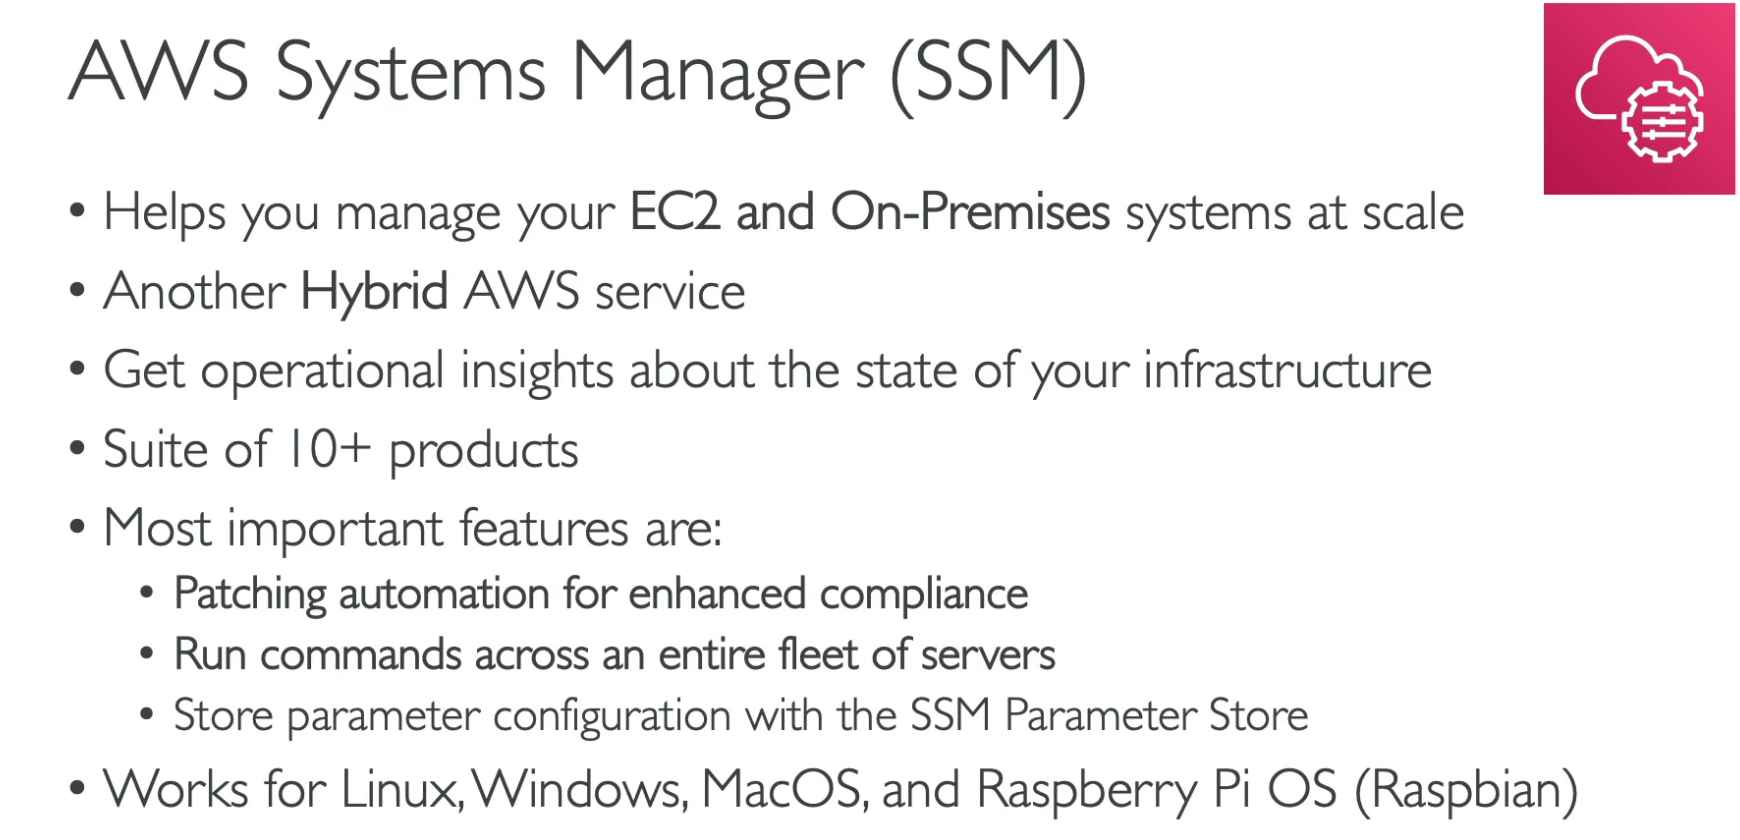 AWS Systems Manager (SSM)
• Helps you manage your EC2 and On-Premises systems at scale
• Another Hybrid AWS service
• Get operational insights about the state of your infrastructure
• Suite of 10+ products
• Most important features are:
• Patching automation for enhanced compliance
• Run commands across an entire fleet of servers
• Store parameter configuration with the SSM Parameter Store
• Works for Linux, Windows, MacOS, and Raspberry Pi OS (Raspbian)